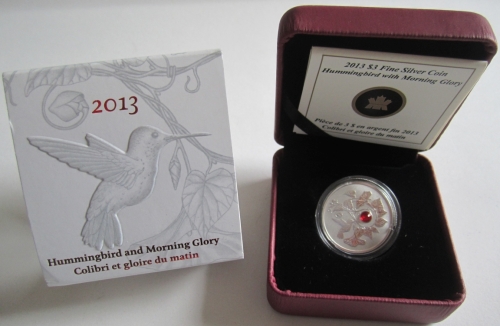 2013
Hummingbird and Morning Glory
Colibri et gloire du matin
2013 $3 Fine Silver Coin
Hummingbird with Morning Glory
Pièce de 3 $ en argent fin 2013
Colibri et gloire du matin